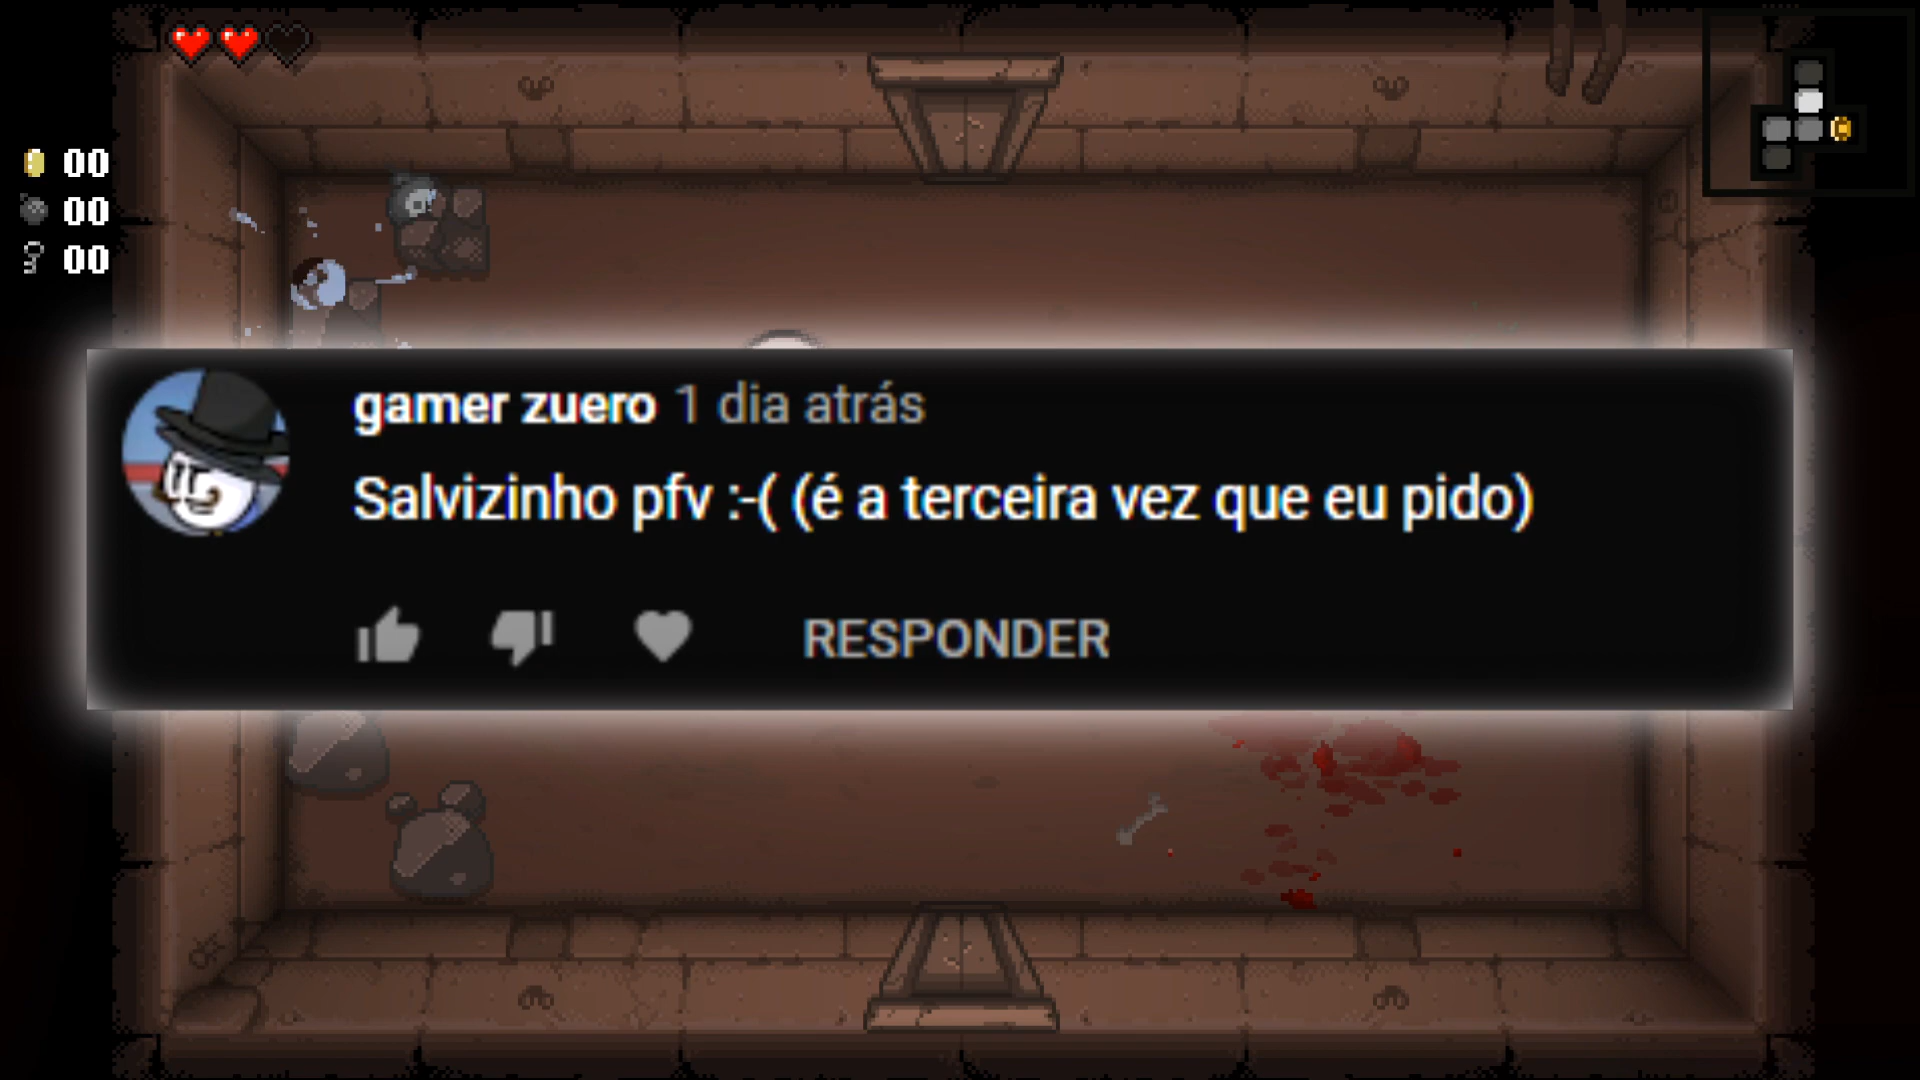 00
00
00
gamer zuero 1 dia atrás
Salvizinho pfv :-( (é a terceira vez que eu pido)
RESPONDER